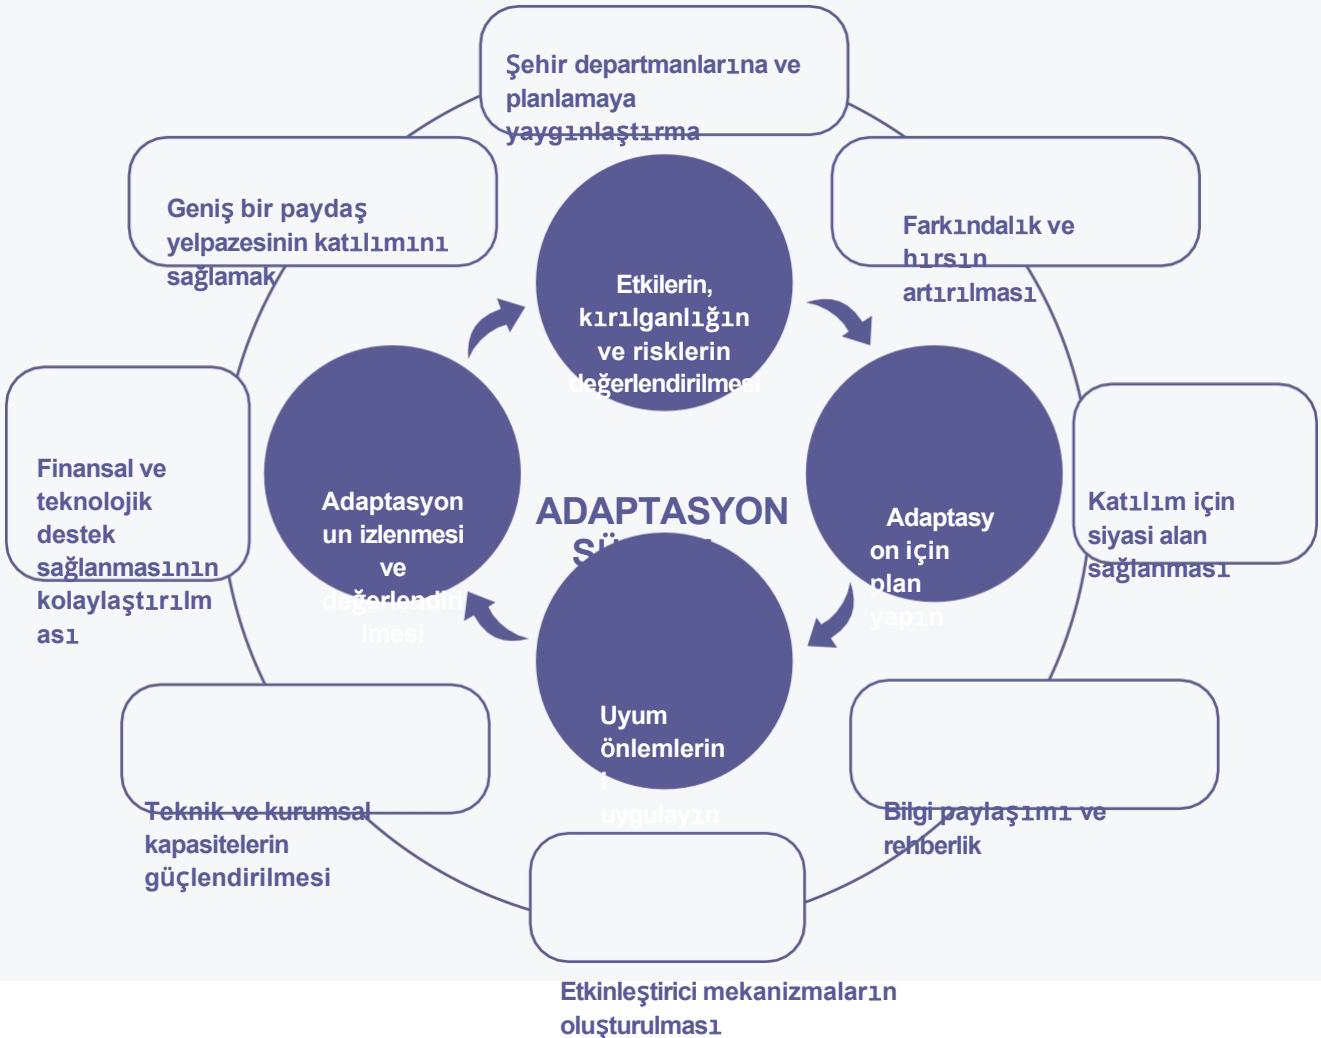 Şehir departmanlarına ve
planlamaya
yaygınlaştırma
Geniş bir paydaş
yelpazesinin katılımını
sağlamak
Farkındalık ve
hırsın
artırılması
Etkilerin,
kırılganlığın
ve risklerin
değerlendirilmesi
Finansal ve
teknolojik
destek
sağlanmasının
kolaylaştırılm
ası
Adaptasyon
un izlenmesi
ve
değerlendiri
lmesi
ADAPTASYON
Adaptasy
on için
plan
yapın
Katılım için
siyasi alan
sağlanması
Uyum
önlemlerin
i
uygulayın
Teknik ve kurumsal
kapasitelerin
güçlendirilmesi
Bilgi paylaşımı ve
rehberlik
Etkinleştirici mekanizmaların
oluşturulması